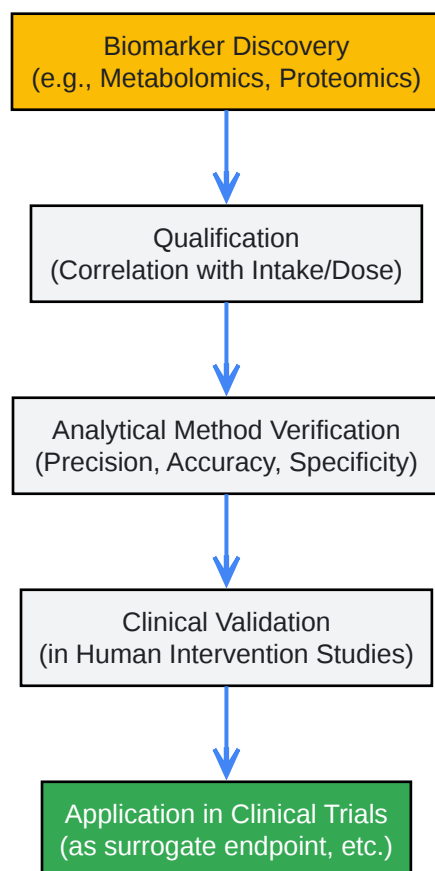 Biomarker Discovery
(e.g., Metabolomics, Proteomics)
Qualification
(Correlation with Intake/Dose)
Analytical Method Verification
(Precision, Accuracy, Specificity)
Clinical Validation
(in Human Intervention Studies)
Application in Clinical Trials
(as surrogate endpoint, etc.)